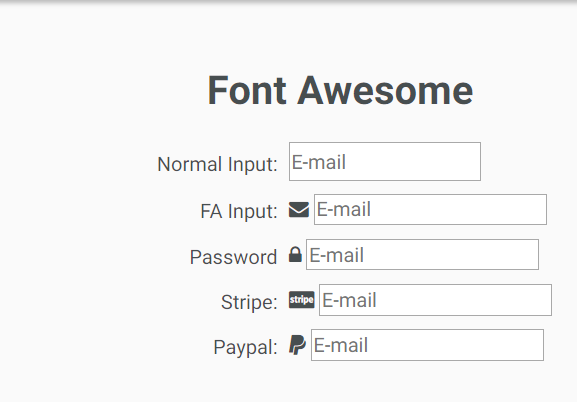 Font Awesome
Normal Input: E-mail
FA Input: E-mail
Password E-mail
Stripe: stripe E-mail
Paypal: E-mail